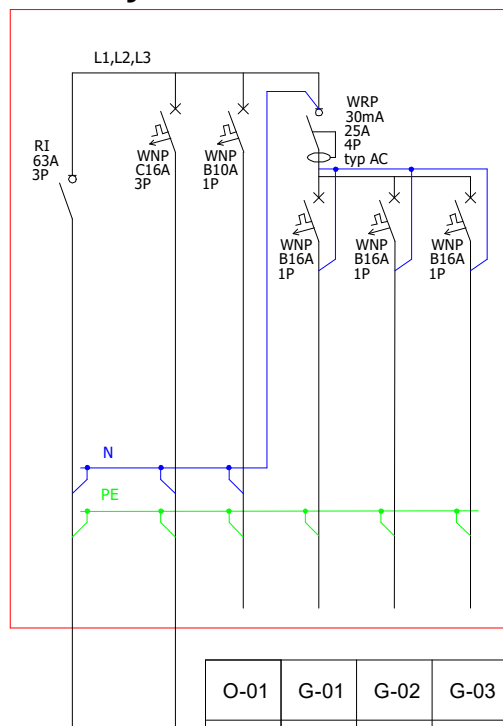 L1,L2,L3
RI
63A
3P
WNP
C16A
3P
WNP
B10A
1P
WRP
30mA
25A
4P
typ AC
WNP
B16A
1P
WNP
B16A
1P
WNP
B16A
1P
N
PE
O-01 G-01 G-02 G-03